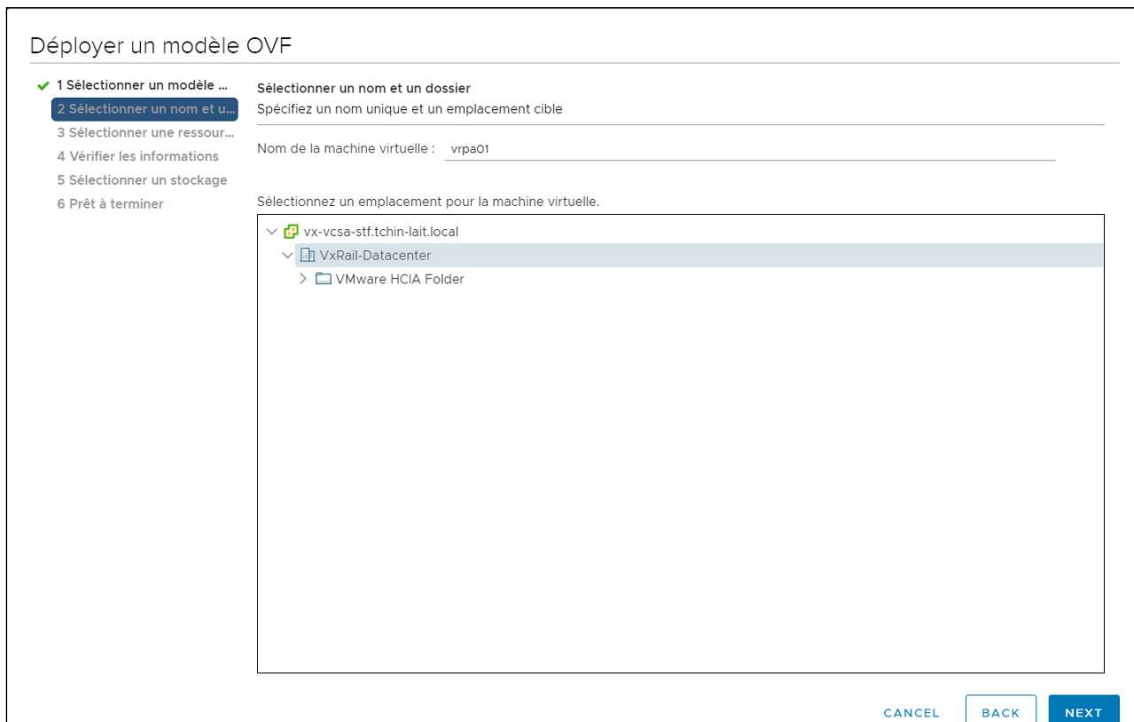 Déployer un modèle OVF
1 Sélectionner un modèle ...
2 Sélectionner un nom et u...
3 Sélectionner une ressour...
4 Vérifier les informations
5 Sélectionner un stockage
6 Prêt à terminer
Sélectionner un nom et un dossier
Spécifiez un nom unique et un emplacement cible
Nom de la machine virtuelle : vrpa01
Sélectionnez un emplacement pour la machine virtuelle.
vx-vcsa-stf.tchin-lait.local
VxRail-Datacenter
VMware HCIA Folder
CANCEL BACK NEXT